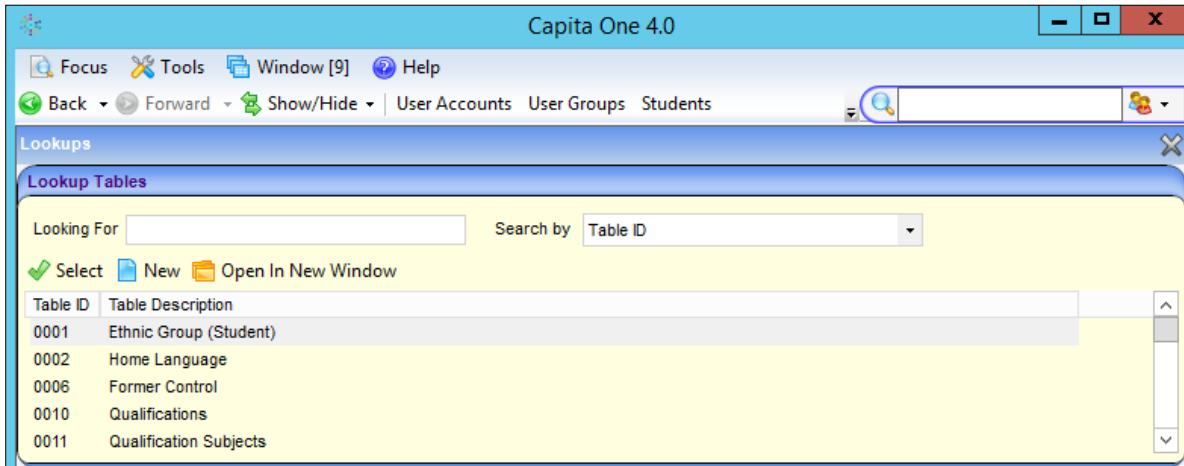 Capita One 4.0
Focus Tools Window [9] Help
Back Forward Show/Hide User Accounts User Groups Students
Lookups
Lookup Tables
Looking For Search by Table ID
Select New Open In New Window
Table ID Table Description
0001 Ethnic Group (Student)
0002 Home Language
0006 Former Control
0010 Qualifications
0011 Qualification Subjects